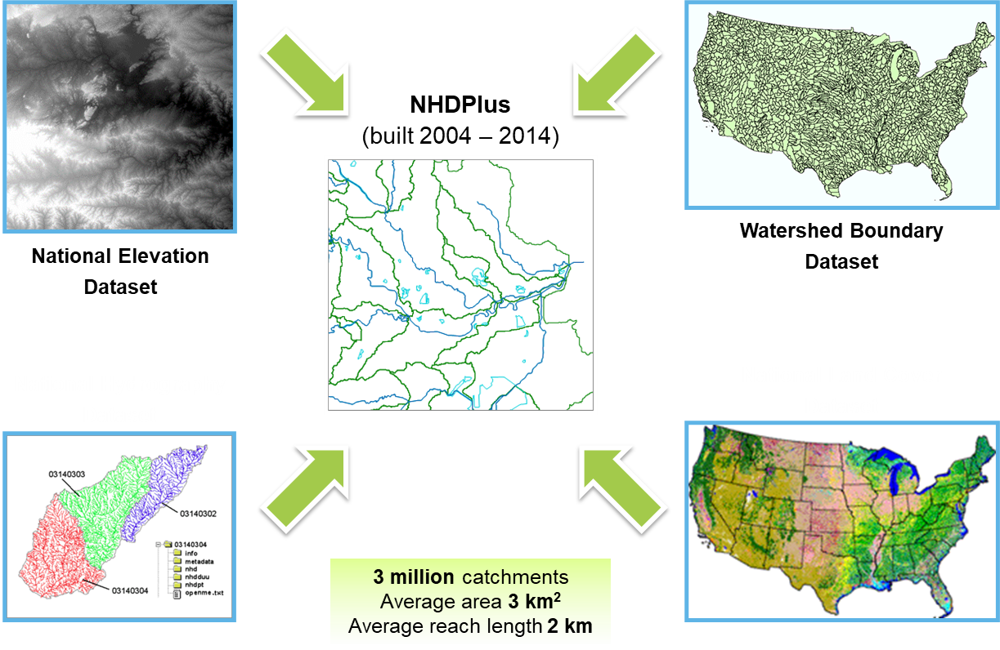 NHDPlus
(built 2004 – 2014)
National Elevation
Dataset
Watershed Boundary
Dataset
03140303
03140302
03140304
info
metadata
nhd
nhdduu
nhdpt
openme.txt
03140304
3 million catchments
Average area 3 km²
Average reach length 2 km